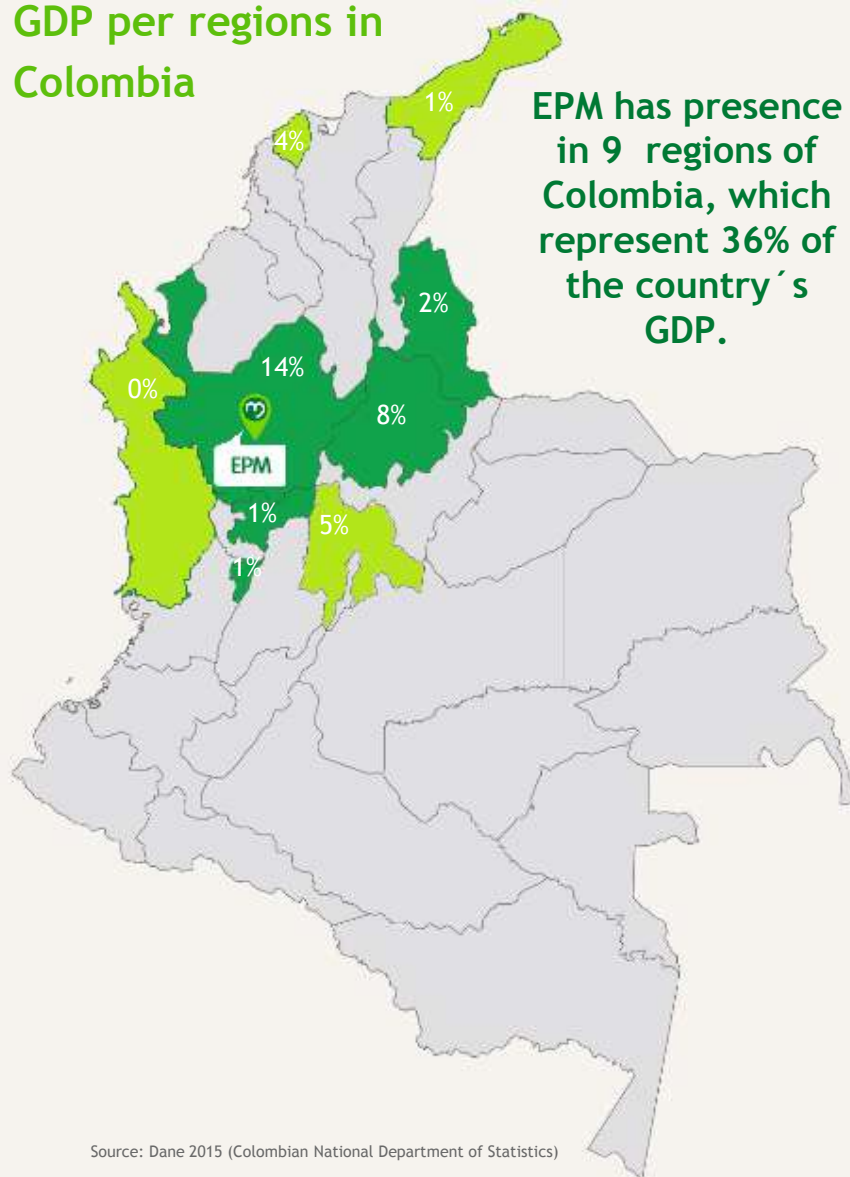 GDP per regions in
Colombia
EPM has presence
in 9 regions of
Colombia, which
represent 36% of
the country´s
GDP.
1%
4%
2%
14%
0%
8%
EPM
1%
5%
1%
Source: Dane 2015 (Colombian National Department of Statistics)